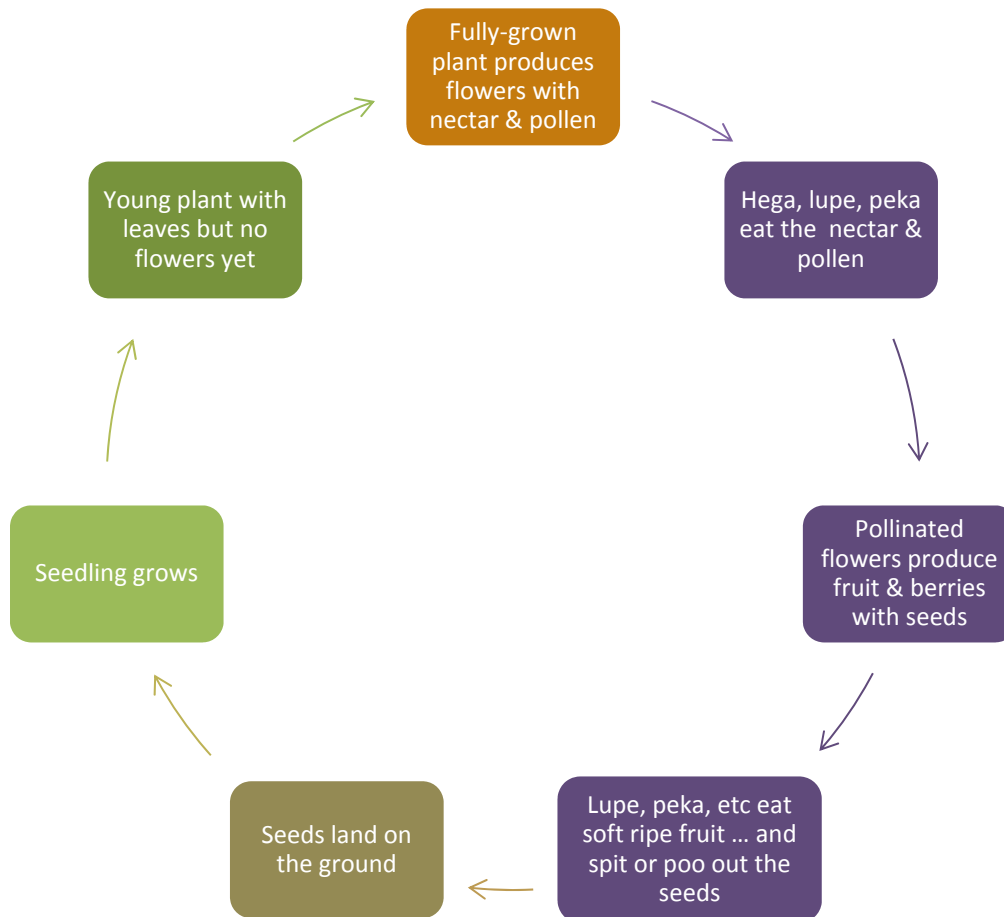 Fully-grown
plant produces
flowers with
nectar & pollen
Hega, lupe, peka
eat the  nectar &
pollen
Pollinated
flowers produce
fruit & berries
with seeds
Lupe, peka, etc eat
soft ripe fruit … and
spit or poo out the
seeds
Seeds land on
the ground
Seedling grows
Young plant with
leaves but no
flowers yet